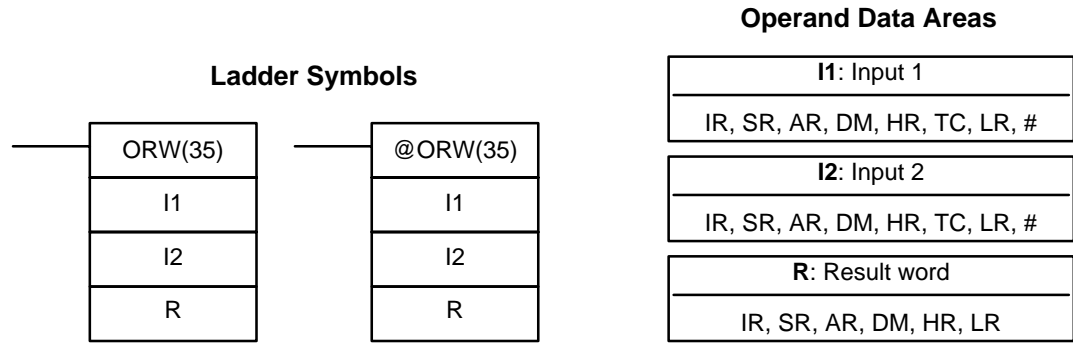 Ladder Symbols
ORW(35)
I1
I2
R
@ORW(35)
I1
I2
R
Operand Data Areas
I1: Input 1
IR, SR, AR, DM, HR, TC, LR, #
I2: Input 2
IR, SR, AR, DM, HR, TC, LR, #
R: Result word
IR, SR, AR, DM, HR, LR